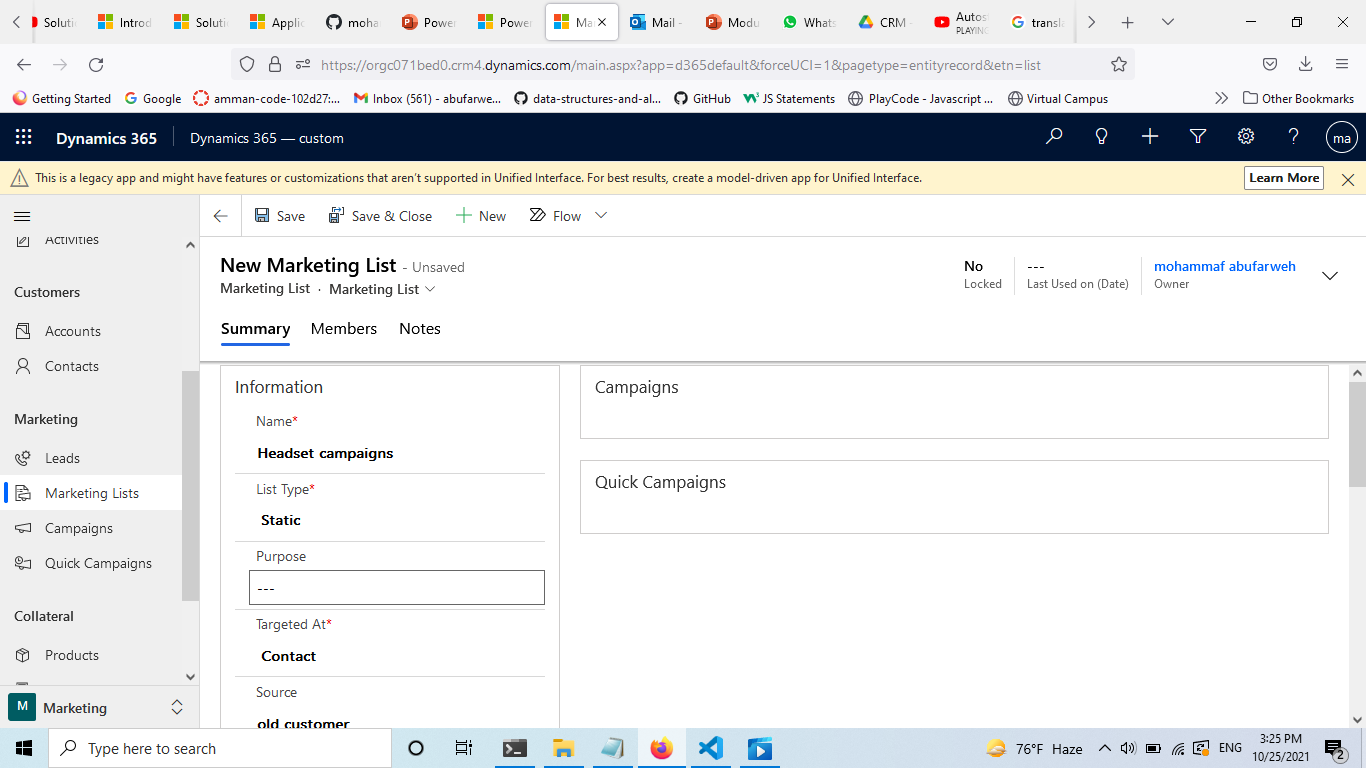 Soluti
Introd
Soluti
Applic
moha
Power
Power
Ma
Mail -
Modu
Whats
CRM -
Autos
PLAYING
transl
https://orgc071bed0.crm4.dynamics.com/main.aspx?app=d365default&forceUCI=1&pagetype=entityrecord&etn=list
Getting Started
Google
amman-code-102d27:...
Inbox (561) - abufarwe...
data-structures-and-al...
GitHub
JS Statements
PlayCode - Javascript ...
Virtual Campus
Other Bookmarks
Dynamics 365
Dynamics 365 — custom
ma
This is a legacy app and might have features or customizations that aren't supported in Unified Interface. For best results, create a model-driven app for Unified Interface.
Learn More
Activities
Customers
Accounts
Contacts
Marketing
Leads
Marketing Lists
Campaigns
Quick Campaigns
Collateral
Products
M Marketing
Save
Save & Close
New
Flow
New Marketing List - Unsaved
Marketing List · Marketing List
No
Locked
---
Last Used on (Date)
mohammaf abufarweh
Owner
Summary
Members
Notes
Information
Name*
Headset campaigns
List Type*
Static
Purpose
---
Targeted At*
Contact
Source
old customer
Campaigns
Quick Campaigns
Type here to search
76°F Haze
ENG
3:25 PM
10/25/2021
2